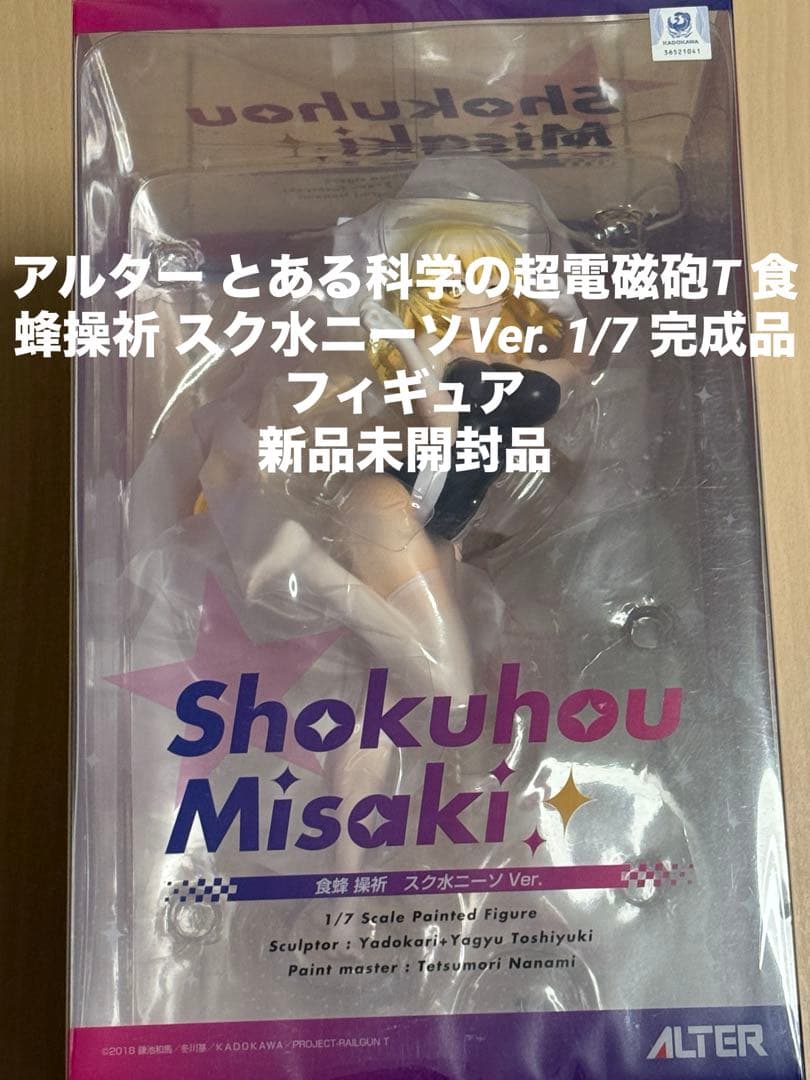 KADOKAWA
36521041
Shokuhou
Misaki
アルター とある科学の超電磁砲T 食
蜂操祈 スク水ニーソVer. 1/7 完成品
フィギュア
新品未開封品
Shokuhou
Misaki
食蜂 操祈 スク水ニーソ Ver.
1/7 Scale Painted Figure
Sculptor : Yadokari+Yagyu Toshiyuki
Paint master : Tetsumori Nanami
©2018 鎌池和馬／冬川基／KADOKAWA／PROJECT-RAILGUN T
ALTER